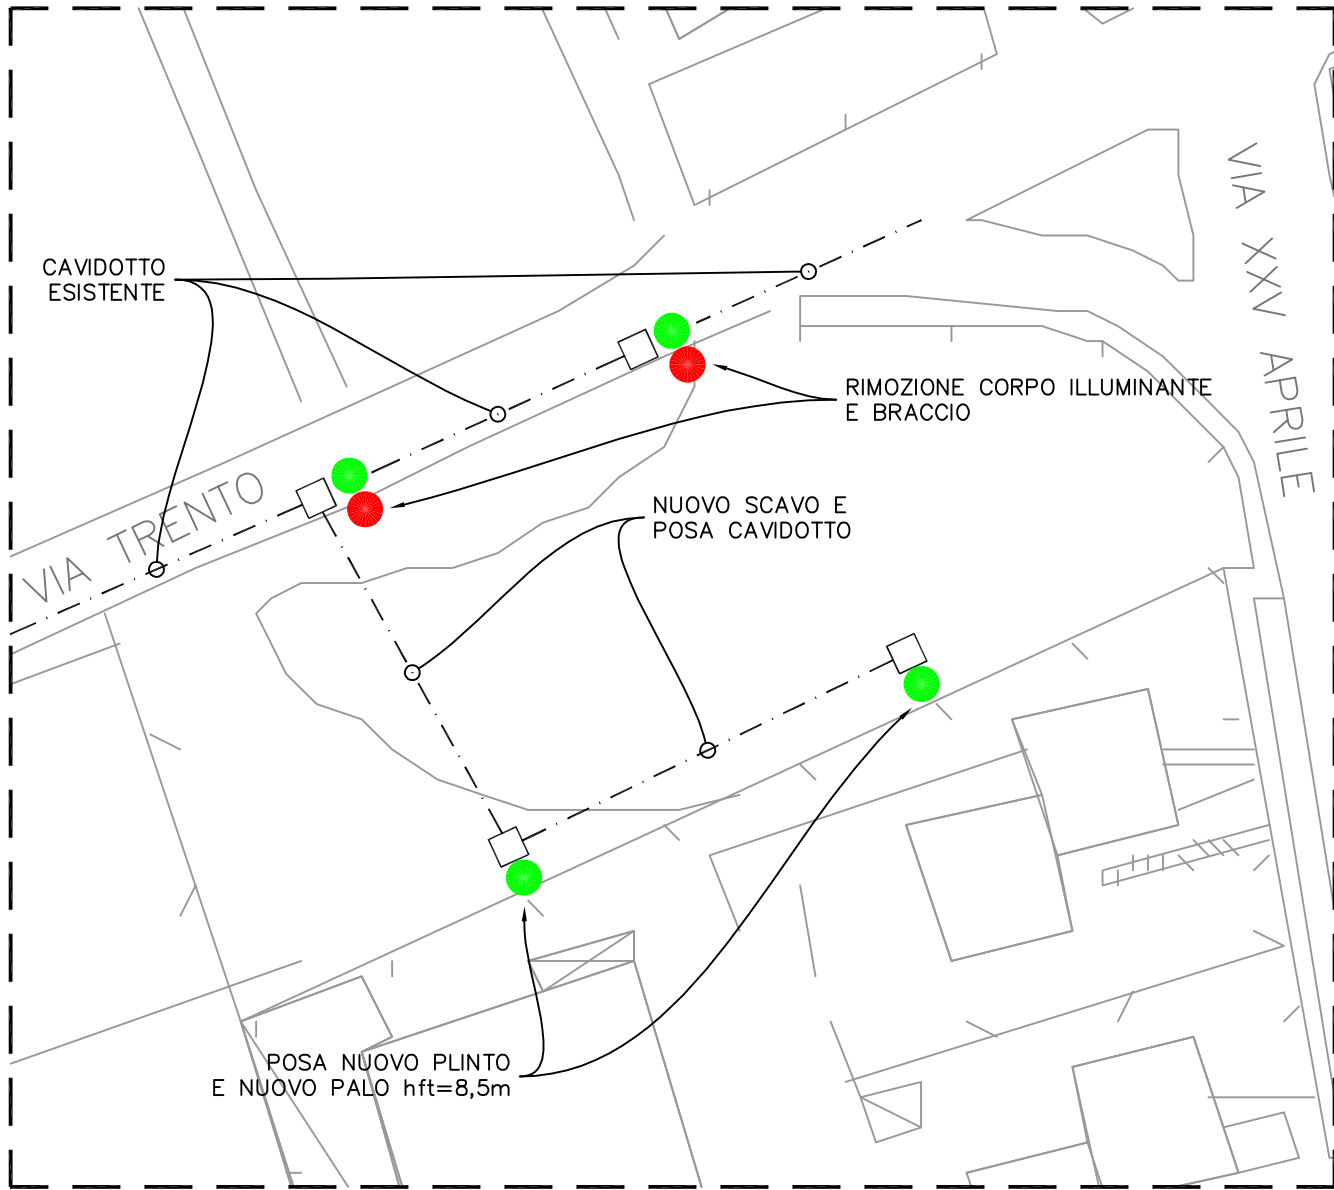 VIA XXV APRILE
CAVIDOTTO
ESISTENTE
RIMOZIONE CORPO ILLUMINANTE
E BRACCIO
VIA TRENTO
NUOVO SCAVO E
POSA CAVIDOTTO
POSA NUOVO PLINTO
E NUOVO PALO hft=8,5m